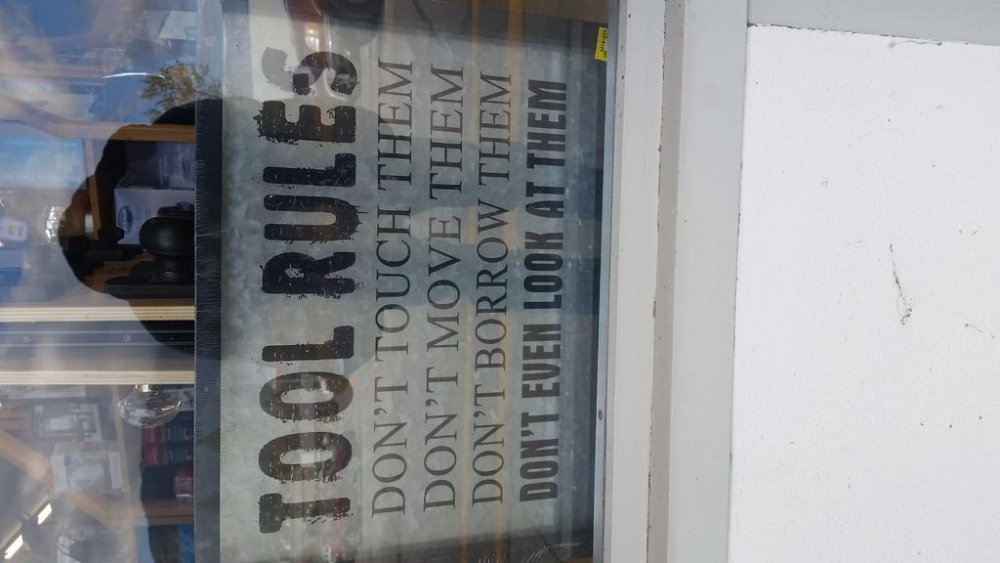 TOOL RULES
DON'T TOUCH THEM
DON'T MOVE THEM
DON'T BORROW THEM
DON'T EVEN LOOK AT THEM